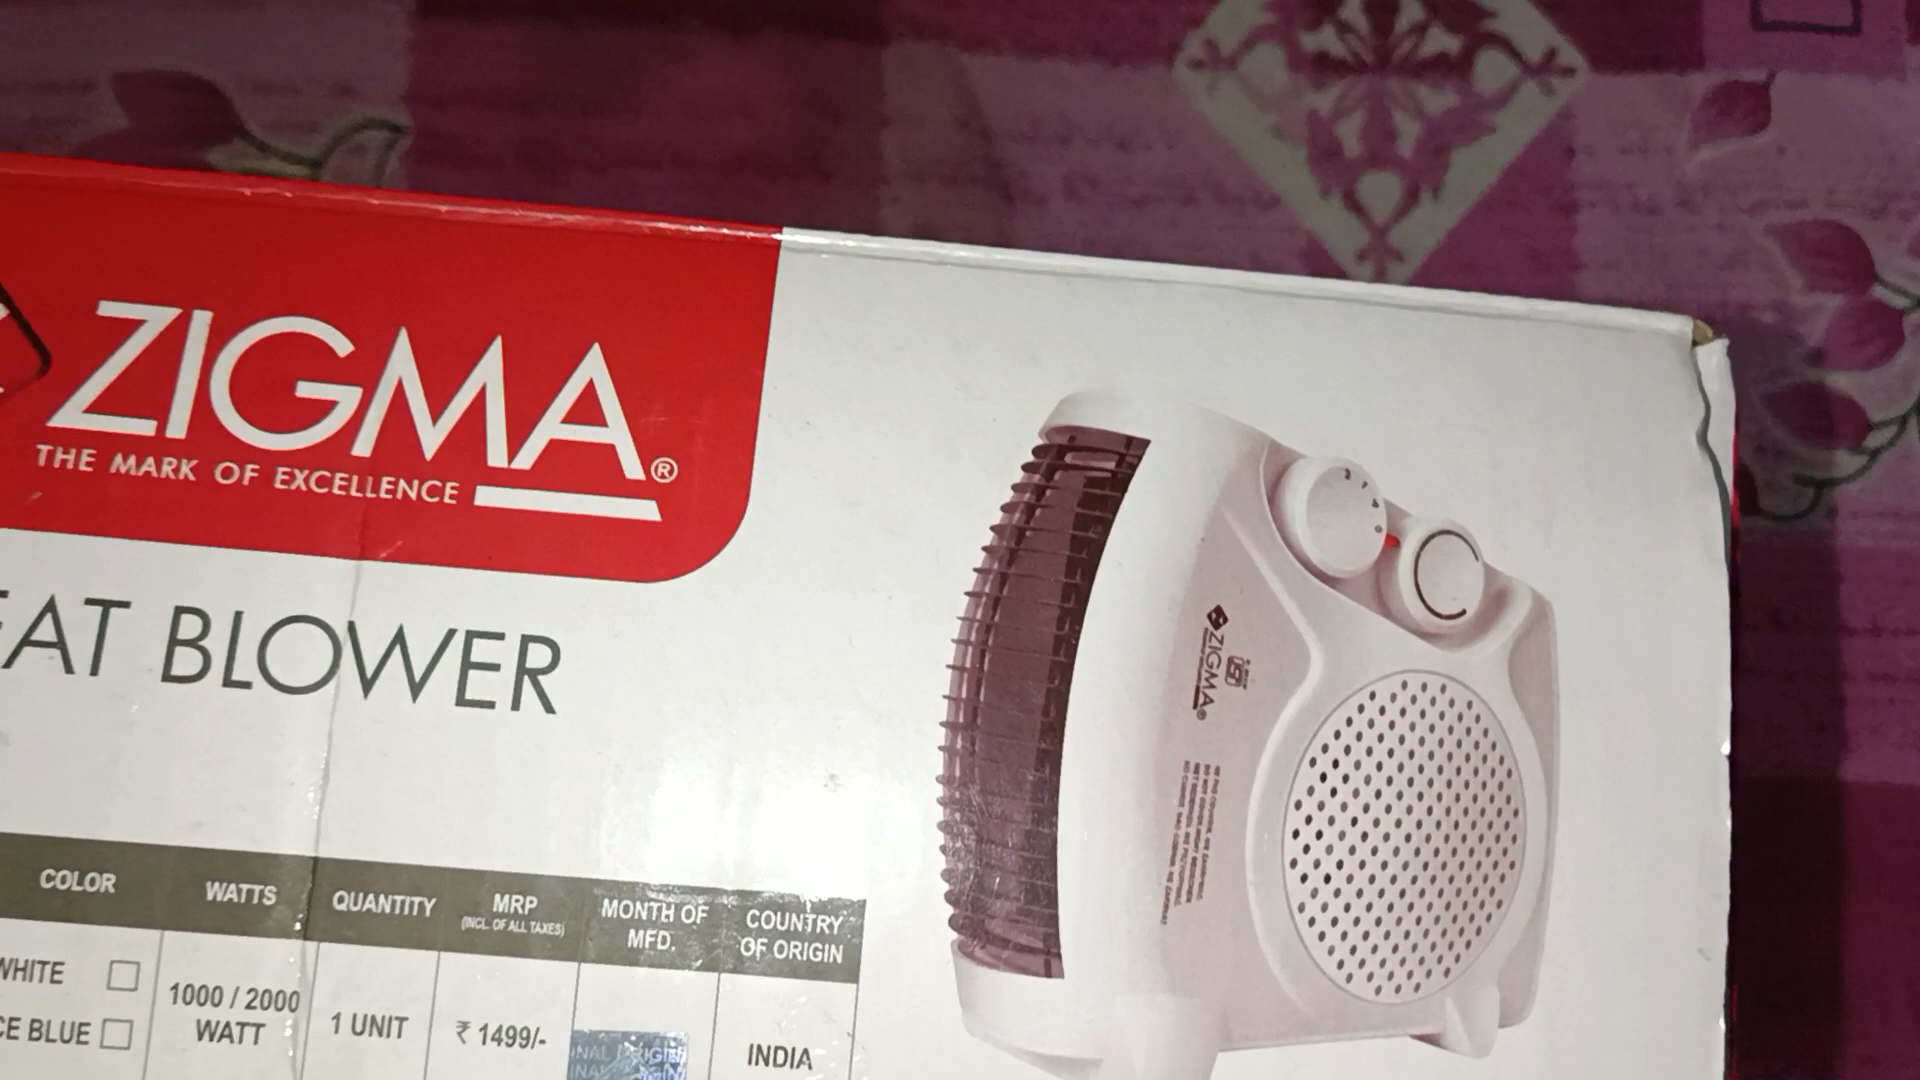 ZIGMA®
THE MARK OF EXCELLENCE
EAT BLOWER
COLOR
WATTS
QUANTITY
MRP
(INCL. OF ALL TAXES)
MONTH OF
MFD.
COUNTRY
OF ORIGIN
WHITE
CE BLUE
1000 / 2000
WATT
1 UNIT
₹ 1499/-
INDIA
ZIGMA®